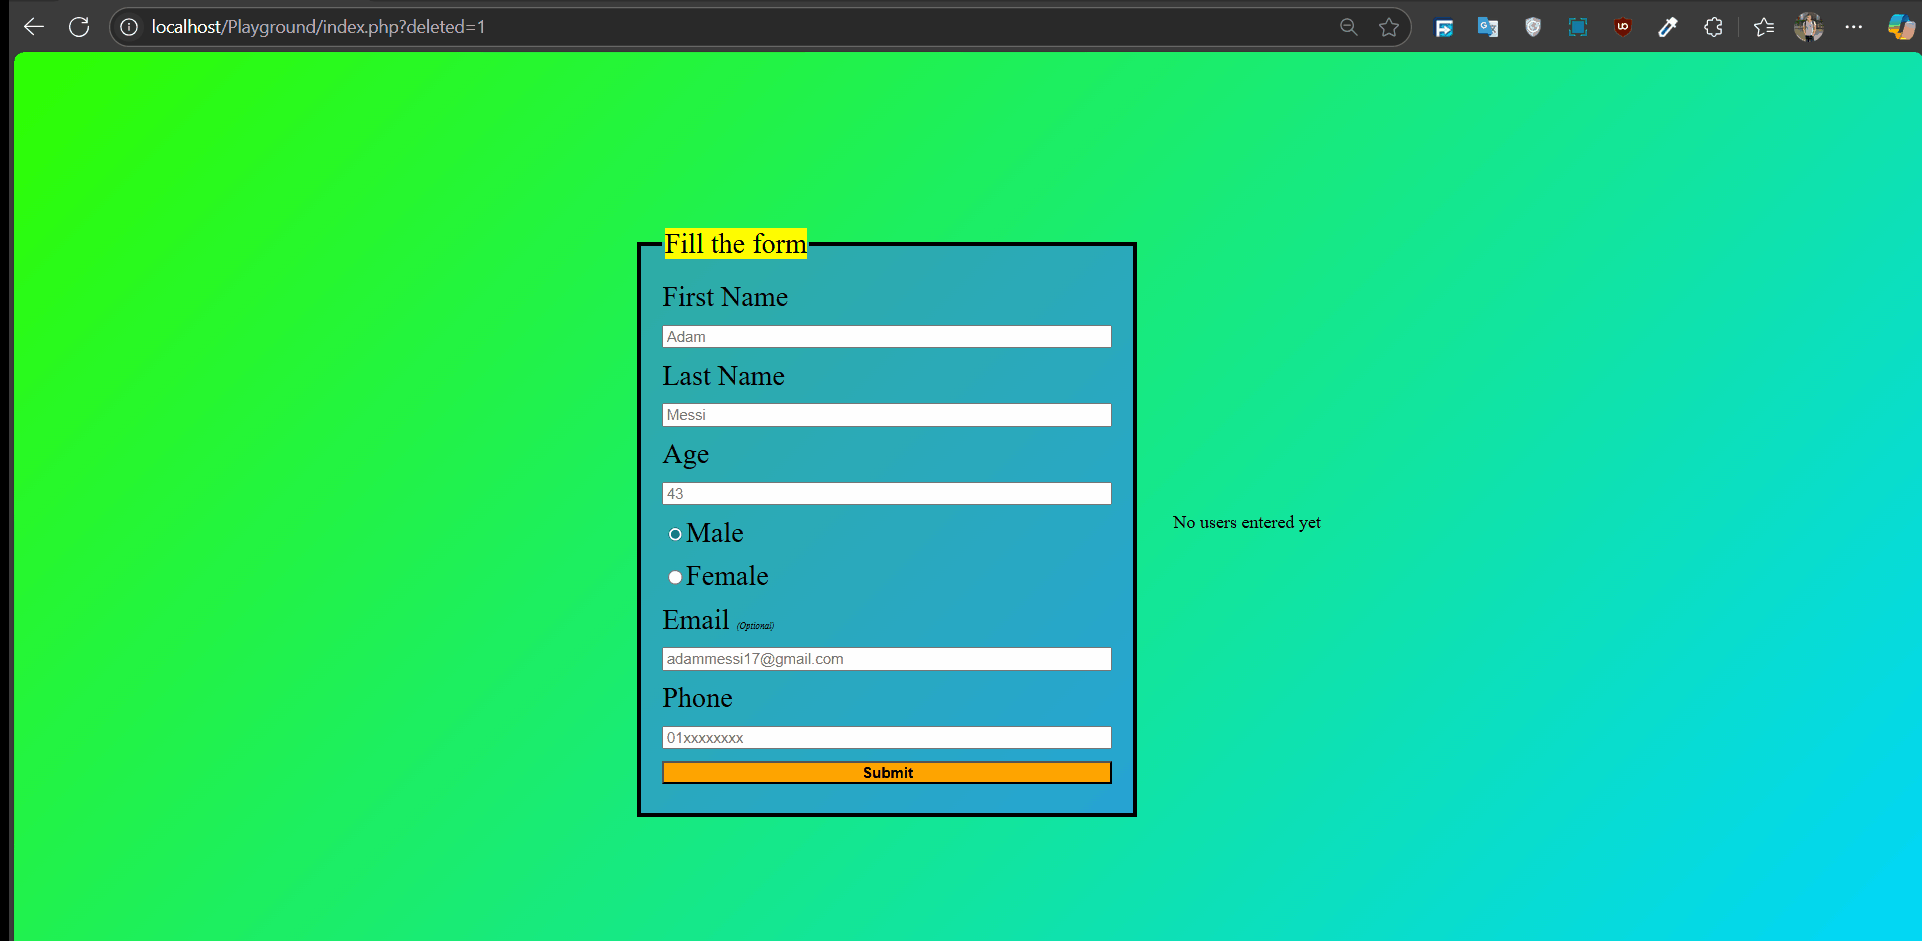 localhost/Playground/index.php?deleted=1
Fill the form
First Name
Adam
Last Name
Messi
Age
43
Male
Female
Email (Optional)
adammessi17@gmail.com
Phone
01xxxxxxxx
Submit
No users entered yet